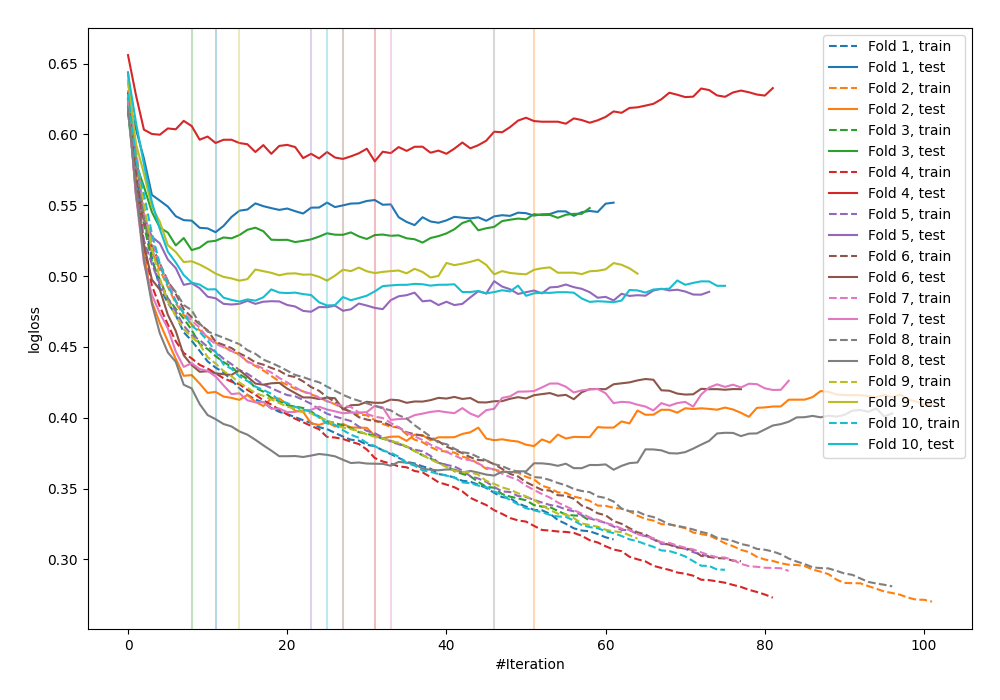 0.65
0.60
0.55
0.50
0.45
0.40
0.35
0.30
logloss
0
20
40
60
80
100
#Iteration
Fold 1, train
Fold 1, test
Fold 2, train
Fold 2, test
Fold 3, train
Fold 3, test
Fold 4, train
Fold 4, test
Fold 5, train
Fold 5, test
Fold 6, train
Fold 6, test
Fold 7, train
Fold 7, test
Fold 8, train
Fold 8, test
Fold 9, train
Fold 9, test
Fold 10, train
Fold 10, test